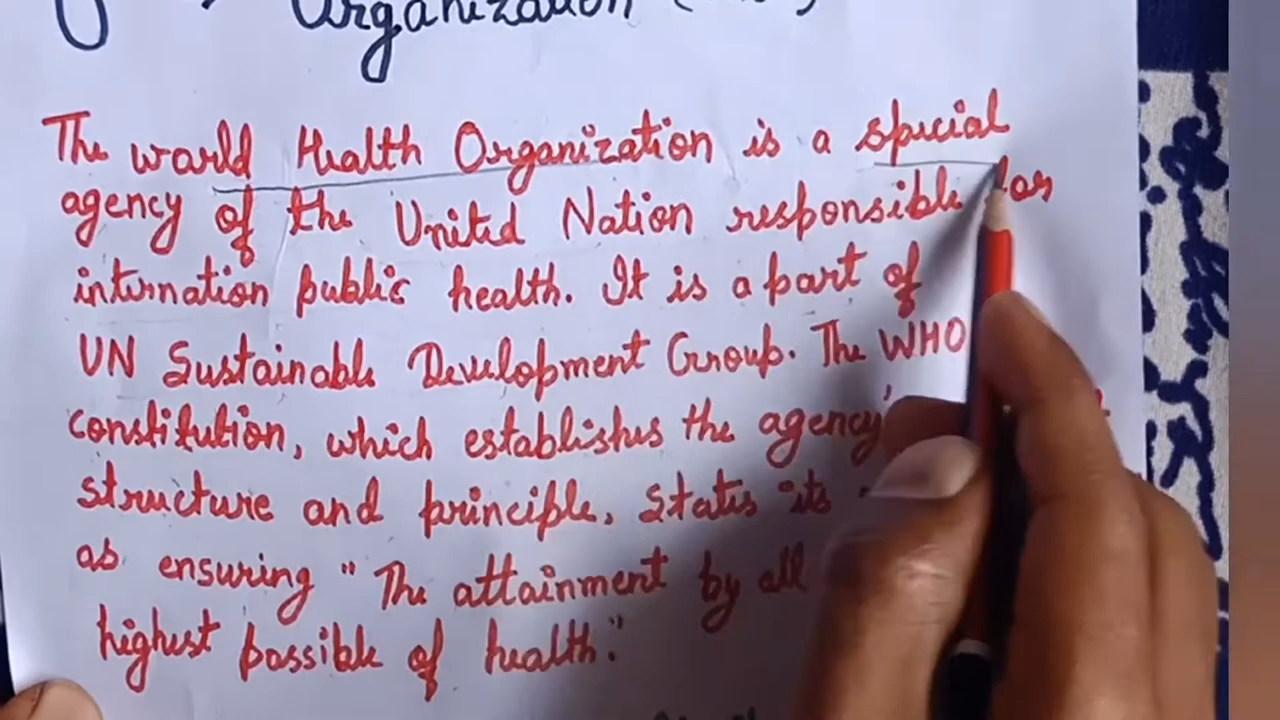 Organization
The world Health Organization is a special
agency of the United Nation responsible for
internation public health. It is a part of
UN Sustainable Development Group. The WHO
constitution, which establishes the agency's
structure and principle, States its
as ensuring "The attainment by all
highest possible of health."